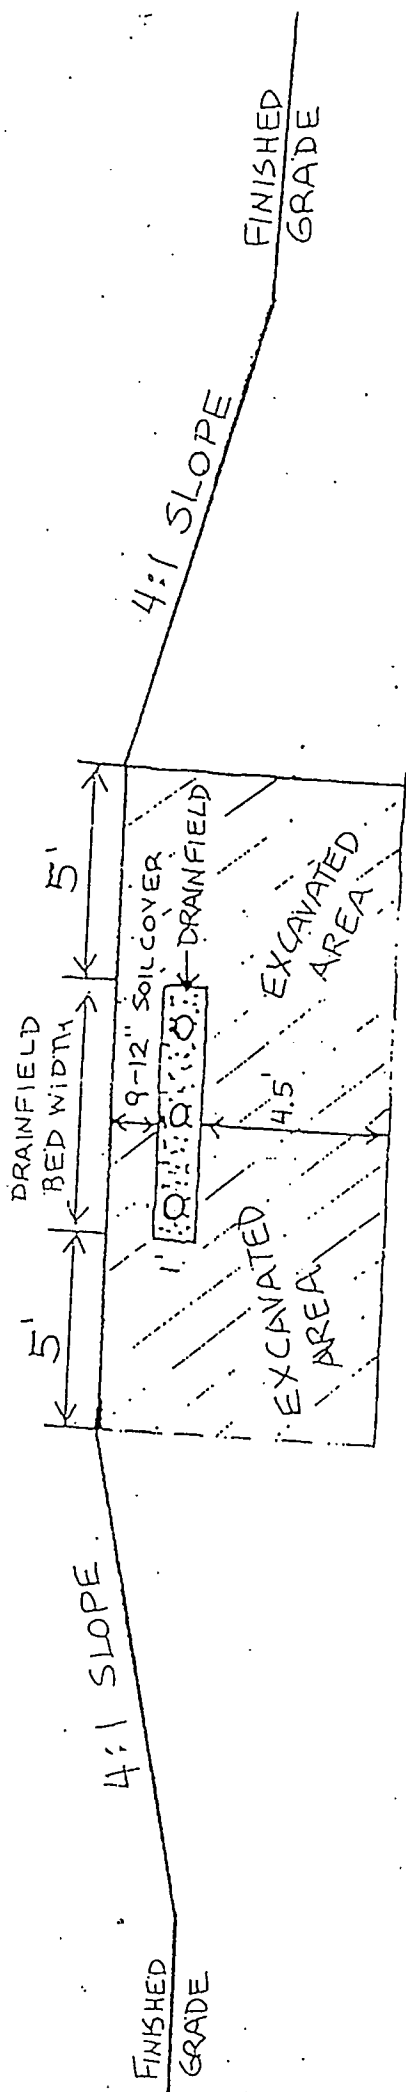 FINISHED
GRADE
4:1 SLOPE
5'
DRAINFIELD
BED WIDTH
5'
9-12" SOIL COVER
DRAINFIELD
1'
4.5'
EXCAVATED
AREA
EXCAVATED
AREA
4:1 SLOPE
FINISHED
GRADE